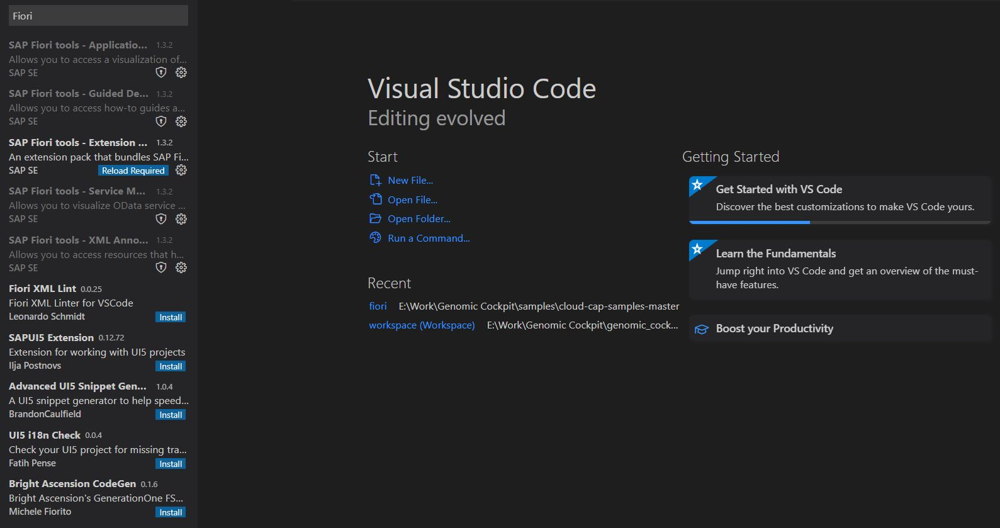 Fiori
SAP Fiori tools - Applicatio... 1.3.2
Allows you to access a visualization of...
SAP SE
SAP Fiori tools - Guided De... 1.3.2
Allows you to access how-to guides a...
SAP SE
SAP Fiori tools - Extension ... 1.3.2
An extension pack that bundles SAP Fi...
SAP SE Reload Required
SAP Fiori tools - Service M... 1.3.2
Allows you to visualize OData service ...
SAP SE
SAP Fiori tools - XML Anno... 1.3.2
Allows you to access resources that h...
SAP SE
Fiori XML Lint 0.0.25
Fiori XML Linter for VSCode
Leonardo Schmidt Install
SAPUI5 Extension 0.12.72
Extension for working with UI5 projects
Ilja Postnovs Install
Advanced UI5 Snippet Gen... 1.0.4
A UI5 snippet generator to help speed...
BrandonCaulfield Install
UI5 i18n Check 0.0.4
Check your UI5 project for missing tra...
Fatih Pense Install
Bright Ascension CodeGen 0.1.6
Bright Ascension's GenerationOne FS...
Michele Fiorito Install
Visual Studio Code
Editing evolved
Start
New File...
Open File...
Open Folder...
Run a Command...
Recent
fiori E:\Work\Genomic Cockpit\samples\cloud-cap-samples-master
workspace (Workspace) E:\Work\Genomic Cockpit\genomic_cock...
Getting Started
Get Started with VS Code
Discover the best customizations to make VS Code yours.
Learn the Fundamentals
Jump right into VS Code and get an overview of the must-
have features.
Boost your Productivity